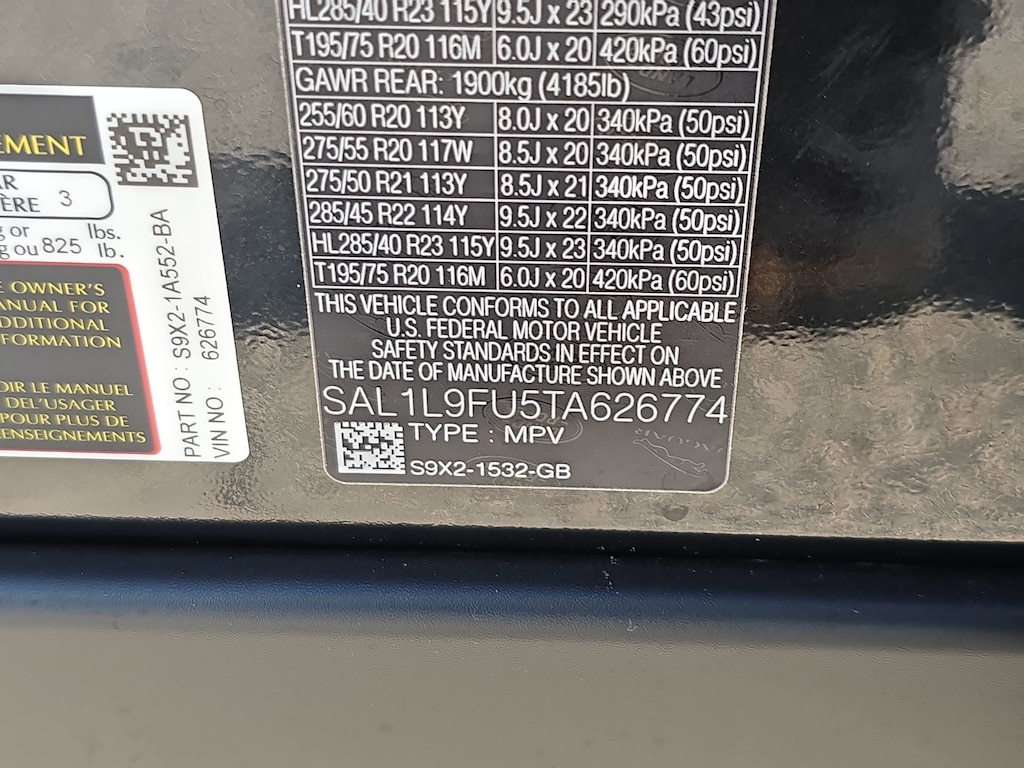 EMENT
AR 3
ÈRE
g or lbs.
g ou 825 lb.
E OWNER'S
ANUAL FOR
DDITIONAL
FORMATION
OIR LE MANUEL
DEL'USAGER
POUR PLUS DE
RENSEIGNEMENTS
PART NO : S9X2-1A5552-BA
VIN NO : 626774
HL285/40 R23 115Y 9.5J x 23 290kPa (43psi)
T195/75 R20 116M 6.0J x 20 420kPa (60psi)
GAWR REAR: 1900kg (4185lb)
255/60 R20 113Y 8.0J x 20 340kPa (50psi)
275/55 R20 117W 8.5J x 20 340kPa (50psi)
275/50 R21 113Y 8.5J x 21 340kPa (50psi)
285/45 R22 114Y 9.5J x 22 340kPa (50psi)
HL285/40 R23 115Y 9.5J x 23 340kPa (50psi)
T195/75 R20 116M 6.0J x 20 420kPa (60psi)
THIS VEHICLE CONFORMS TO ALL APPLICABLE
U.S. FEDERAL MOTOR VEHICLE
SAFETY STANDARDS IN EFFECT ON
THE DATE OF MANUFACTURE SHOWN ABOVE
SAL1L9FU5TA626774
TYPE : MPV
S9X2-1532-GB
JAGUAR